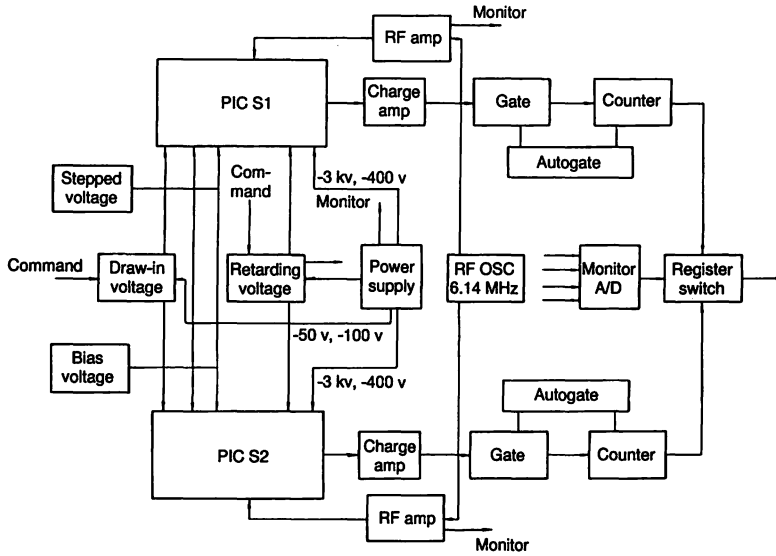 Monitor
RF amp
PIC S1
Charge
amp
Gate
Counter
Autogate
-3 kv, -400 v
Stepped
voltage
Com-
mand
Monitor
Command
Draw-in
voltage
Retarding
voltage
Power
supply
RF OSC
6.14 MHz
Monitor
A/D
Register
switch
-50 v, -100 v
Bias
voltage
-3 kv, -400 v
Autogate
PIC S2
Charge
amp
Gate
Counter
RF amp
Monitor